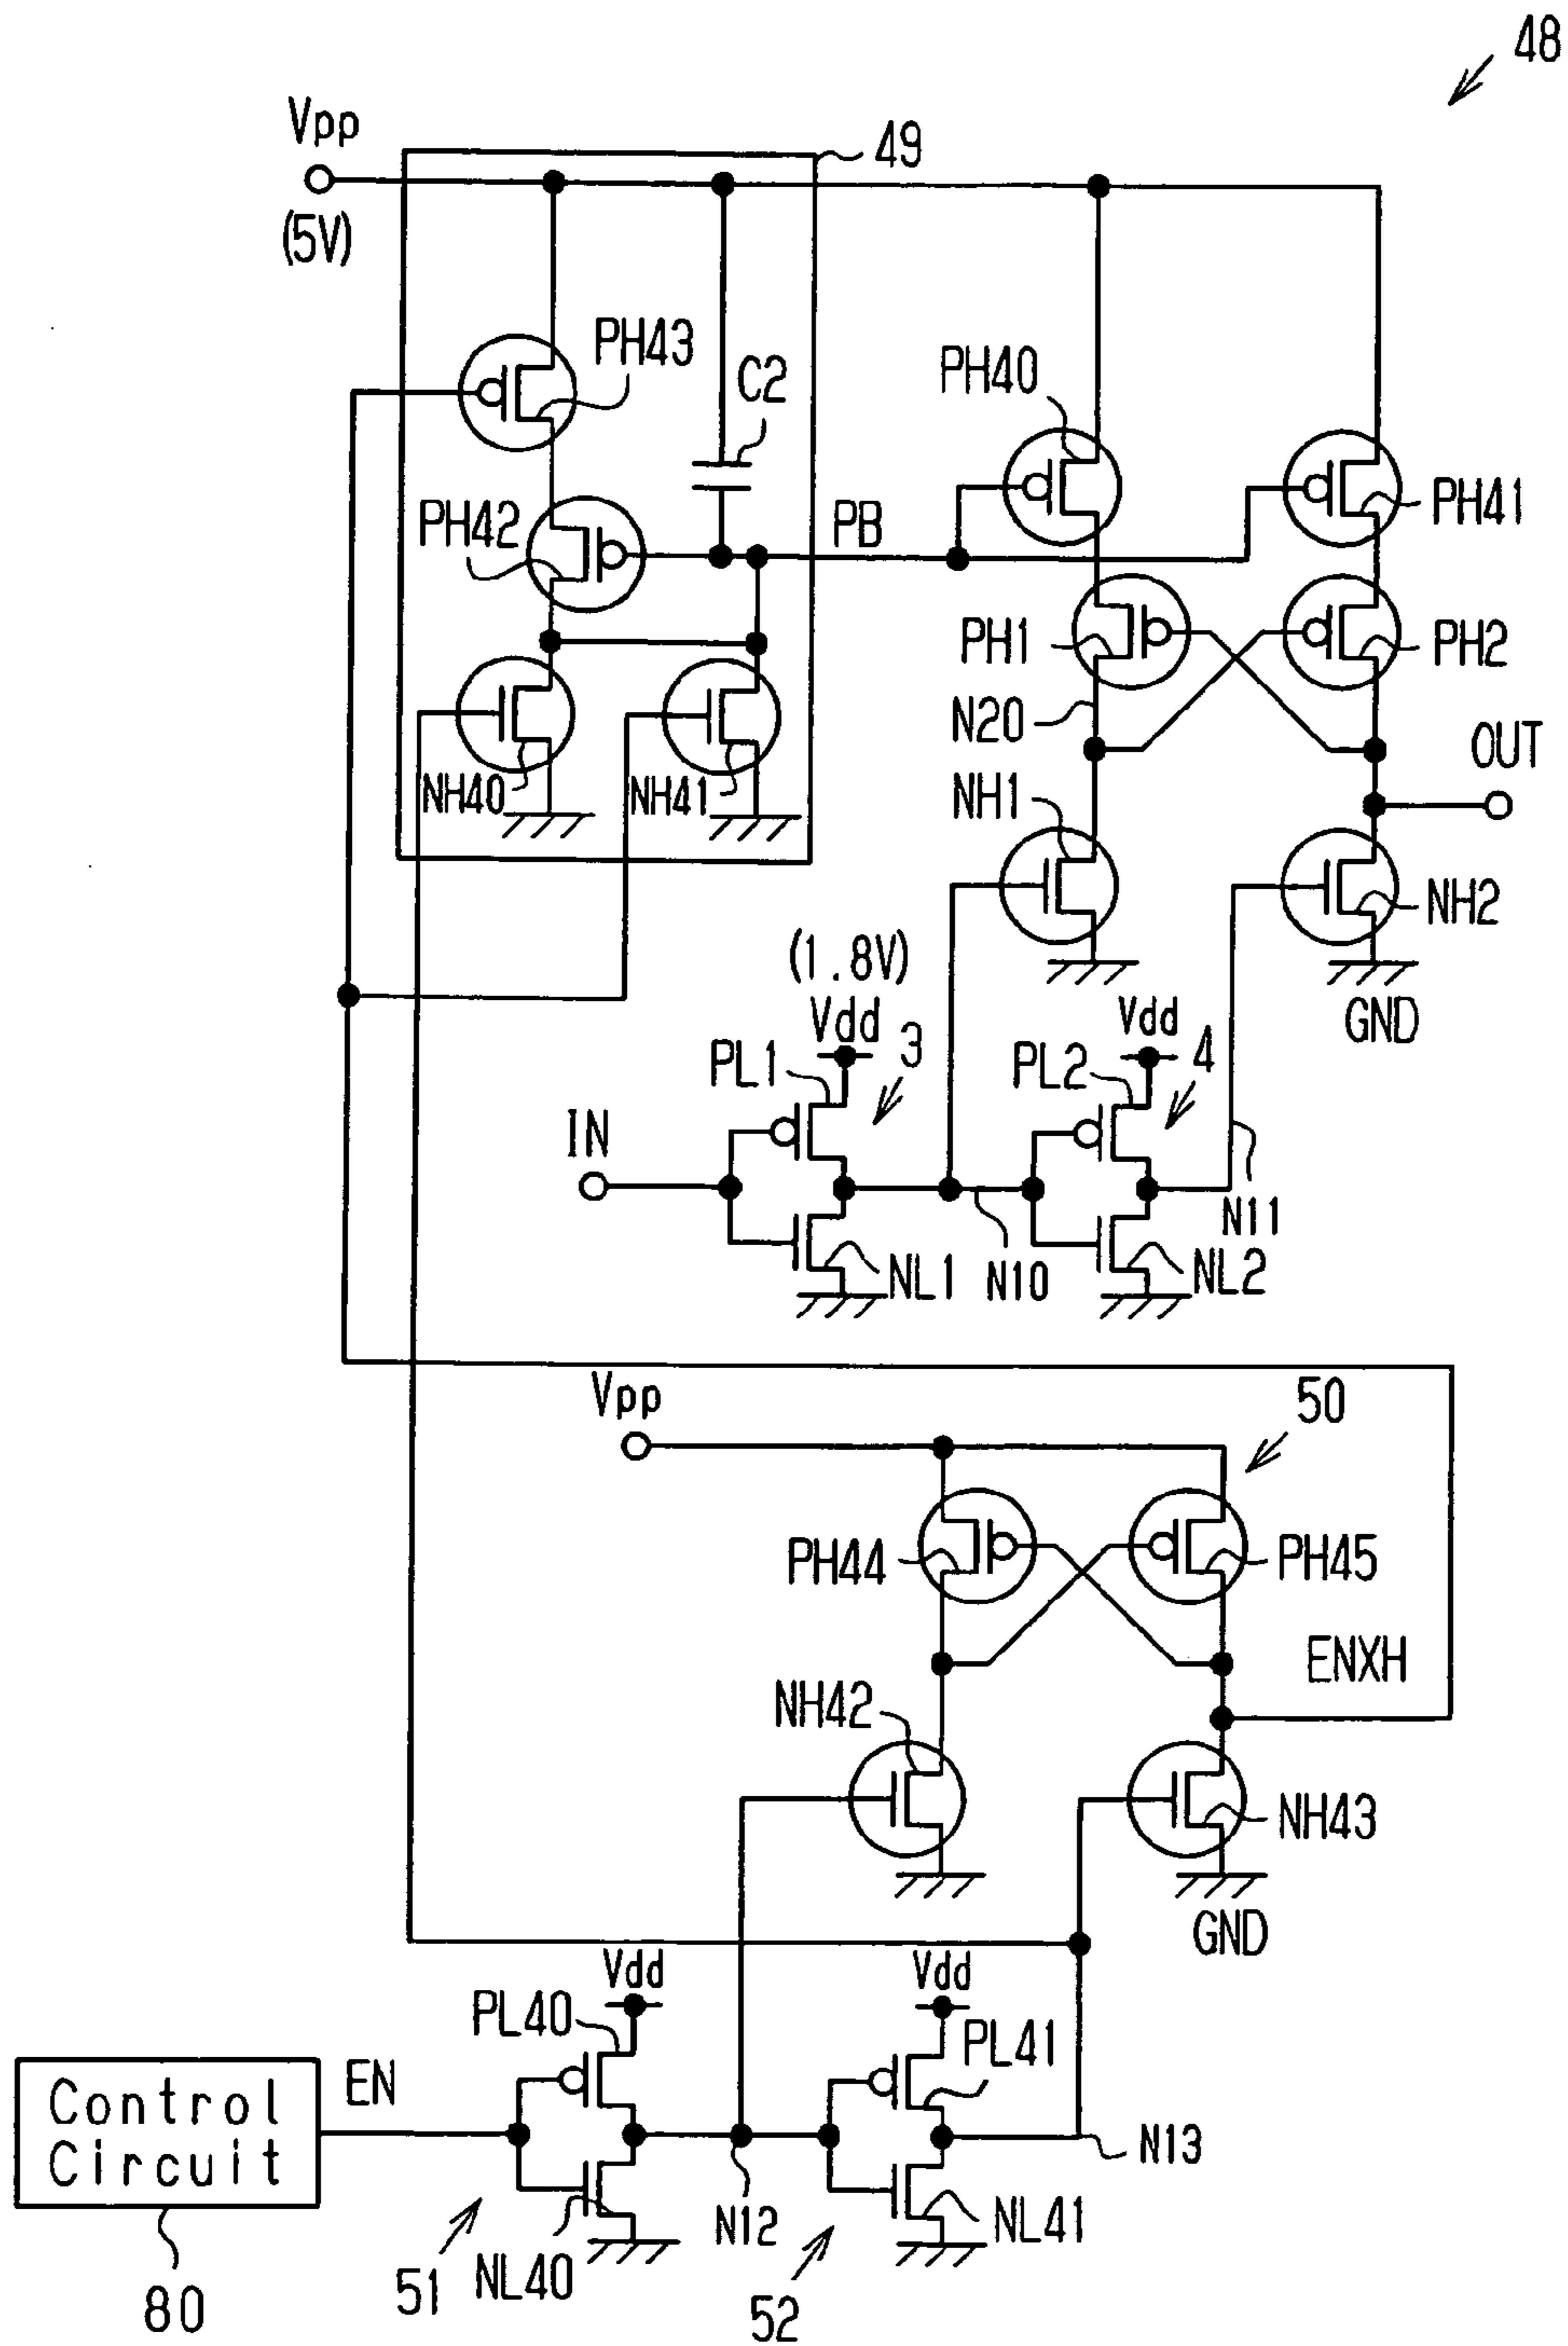 48
Vpp
49
(5V)
PH43
C2
PH40
PH42
PB
PH41
PH1
PH2
N20
OUT
NH40
NH41
NH1
NH2
(1.8V)
Vdd
Vdd
GND
PL1
3
PL2
4
IN
N11
NL1
N10
NL2
Vpp
50
PH44
PH45
ENXH
NH42
NH43
GND
Vdd
Vdd
PL40
PL41
EN
Control
Circuit
N13
N12
NL41
51
NL40
80
52